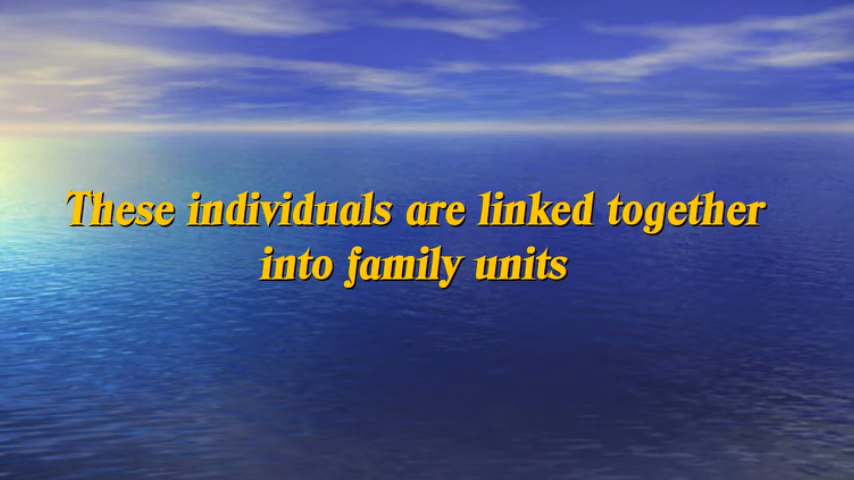 These individuals are linked together
into family units